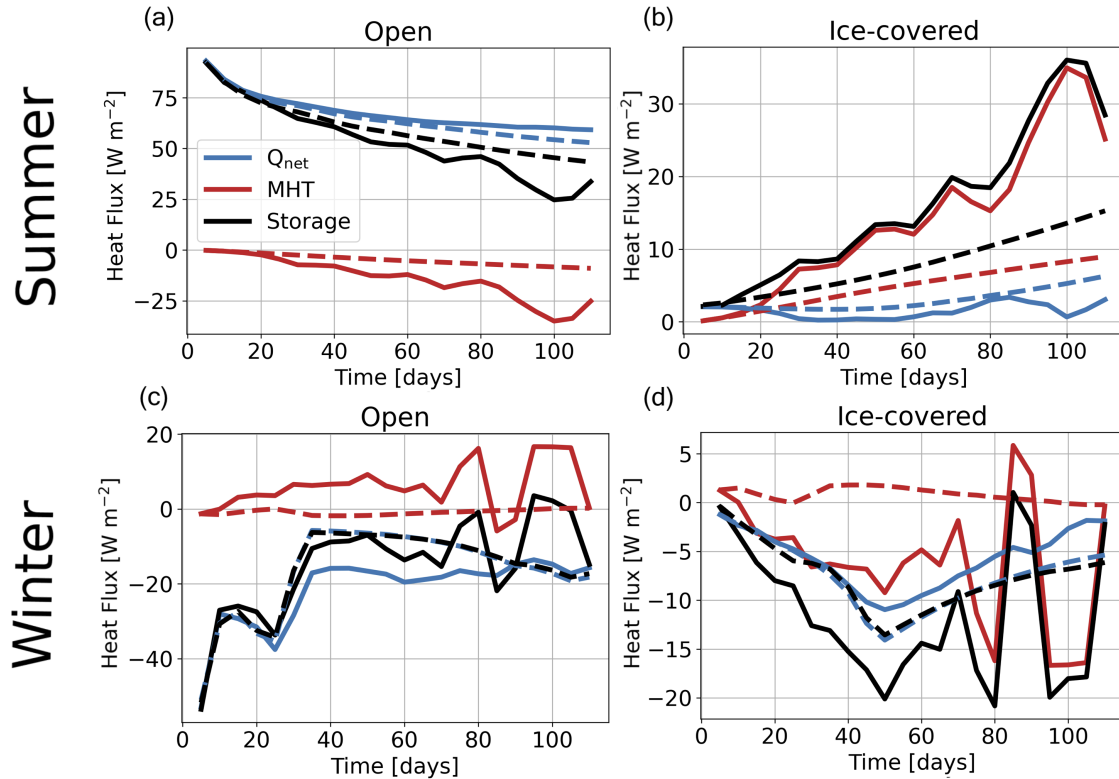 Summer
(a)
Open
Heat Flux [W m⁻²]
75
50
25
0
−25
Q_net
MHT
Storage
0 20 40 60 80 100
Time [days]
(b)
Ice-covered
Heat Flux [W m⁻²]
30
20
10
0
0 20 40 60 80 100
Time [days]
Winter
(c)
Open
Heat Flux [W m⁻²]
20
0
−20
−40
0 20 40 60 80 100
Time [days]
(d)
Ice-covered
Heat Flux [W m⁻²]
5
0
−5
−10
−15
−20
0 20 40 60 80 100
Time [days]